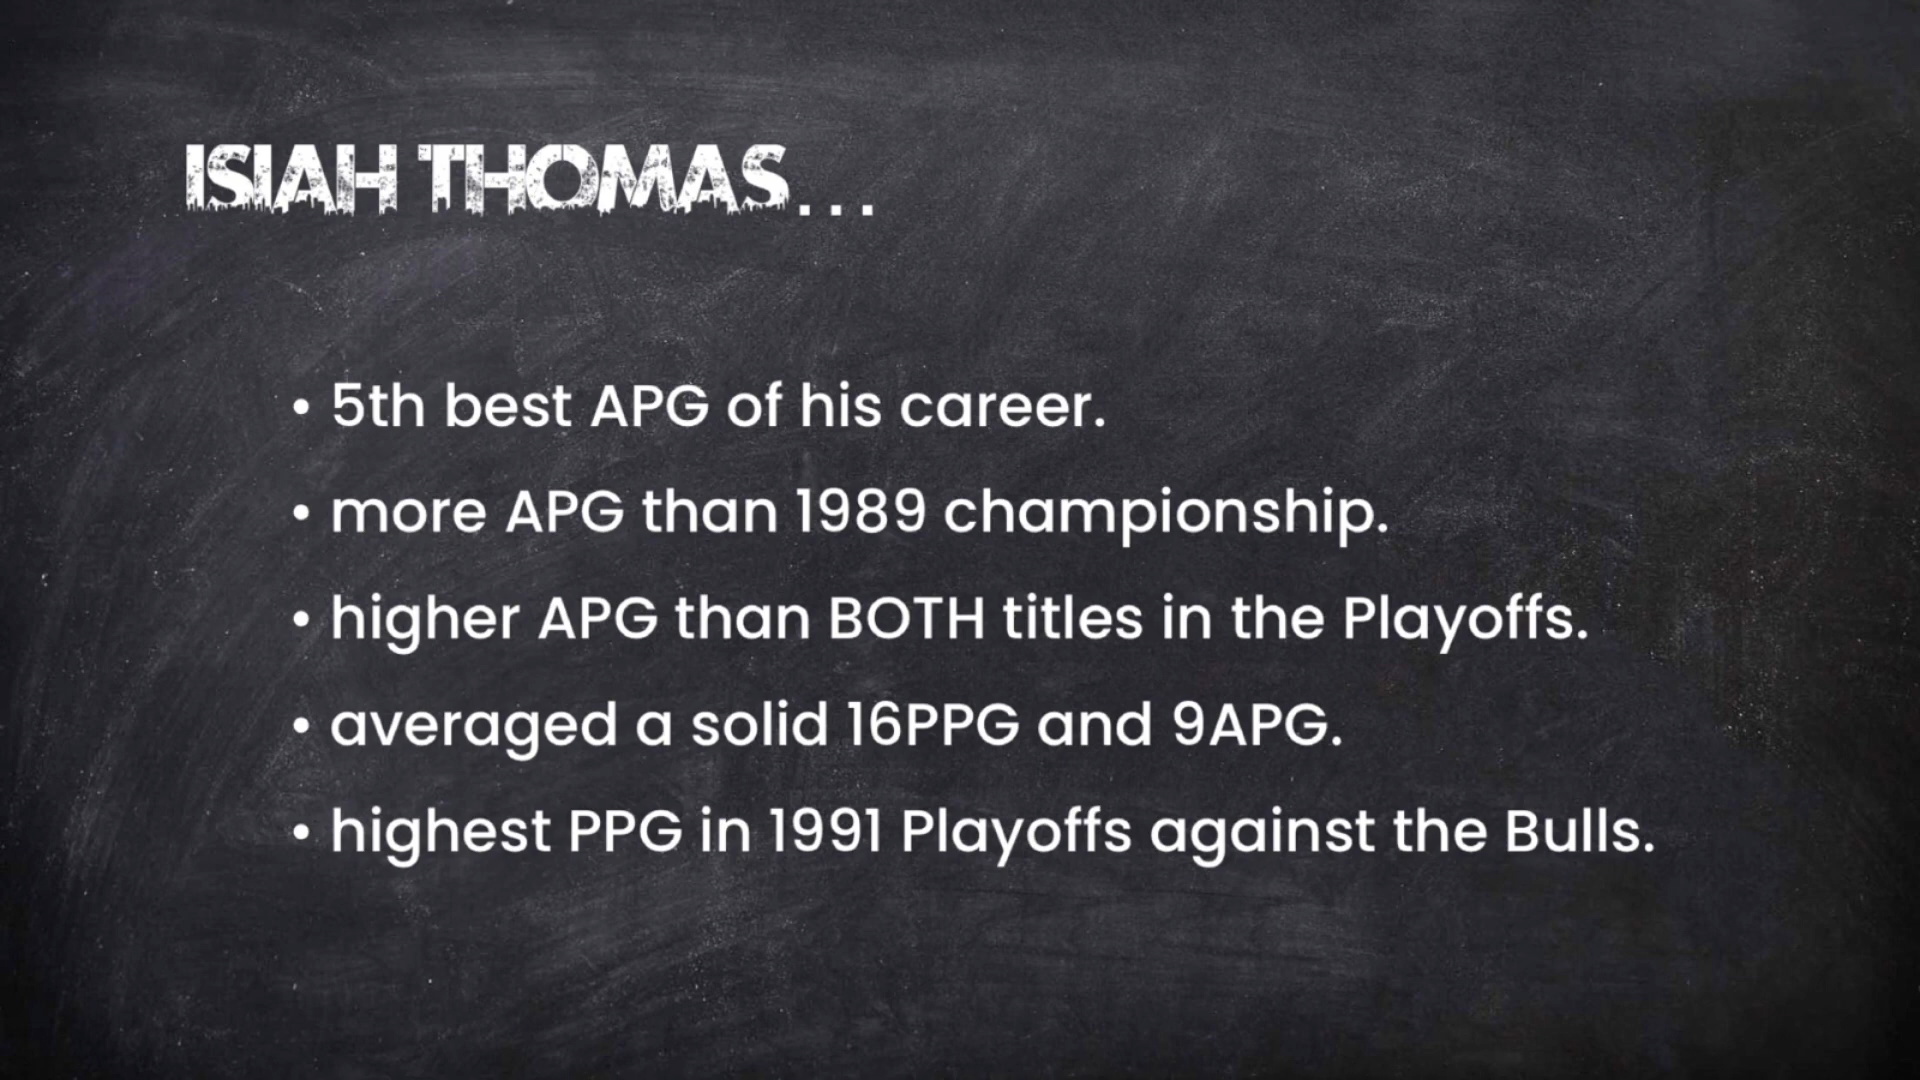 ISIAH THOMAS...
• 5th best APG of his career.
• more APG than 1989 championship.
• higher APG than BOTH titles in the Playoffs.
• averaged a solid 16PPG and 9APG.
• highest PPG in 1991 Playoffs against the Bulls.